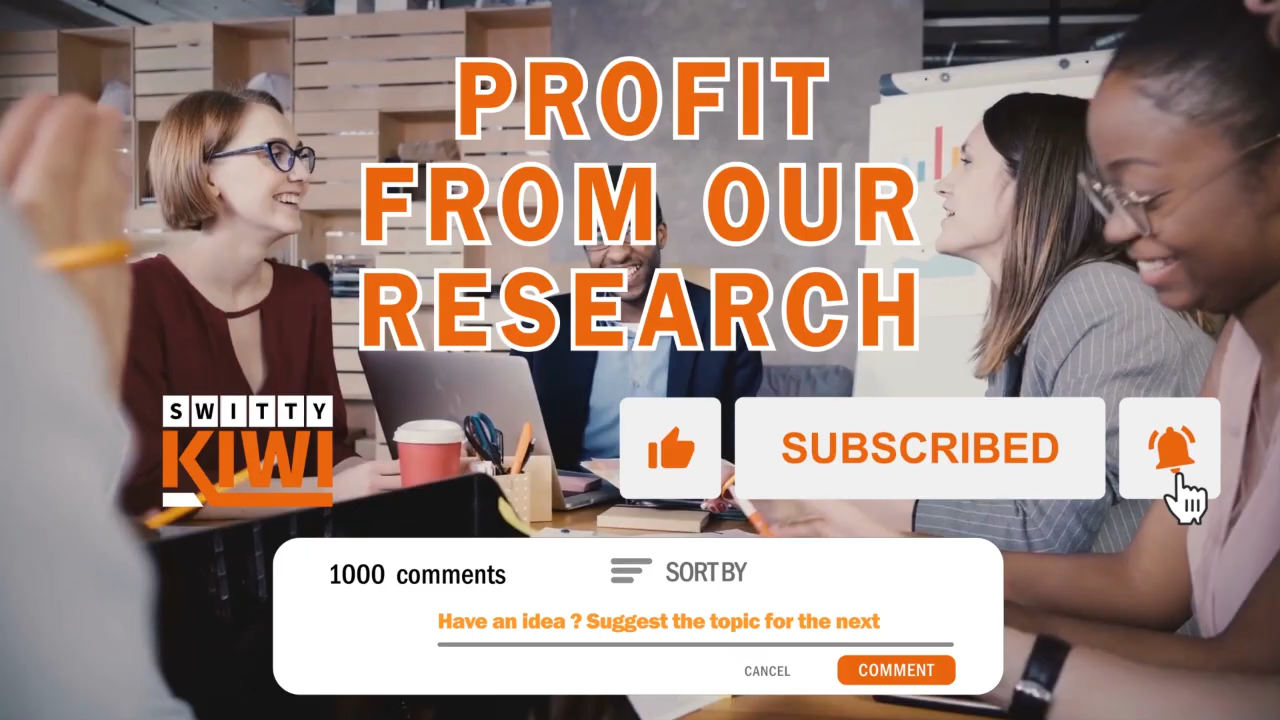 PROFIT
FROM OUR
RESEARCH
SWITTY
KIWI
SUBSCRIBED
1000 comments
SORT BY
Have an idea ? Suggest the topic for the next
CANCEL
COMMENT